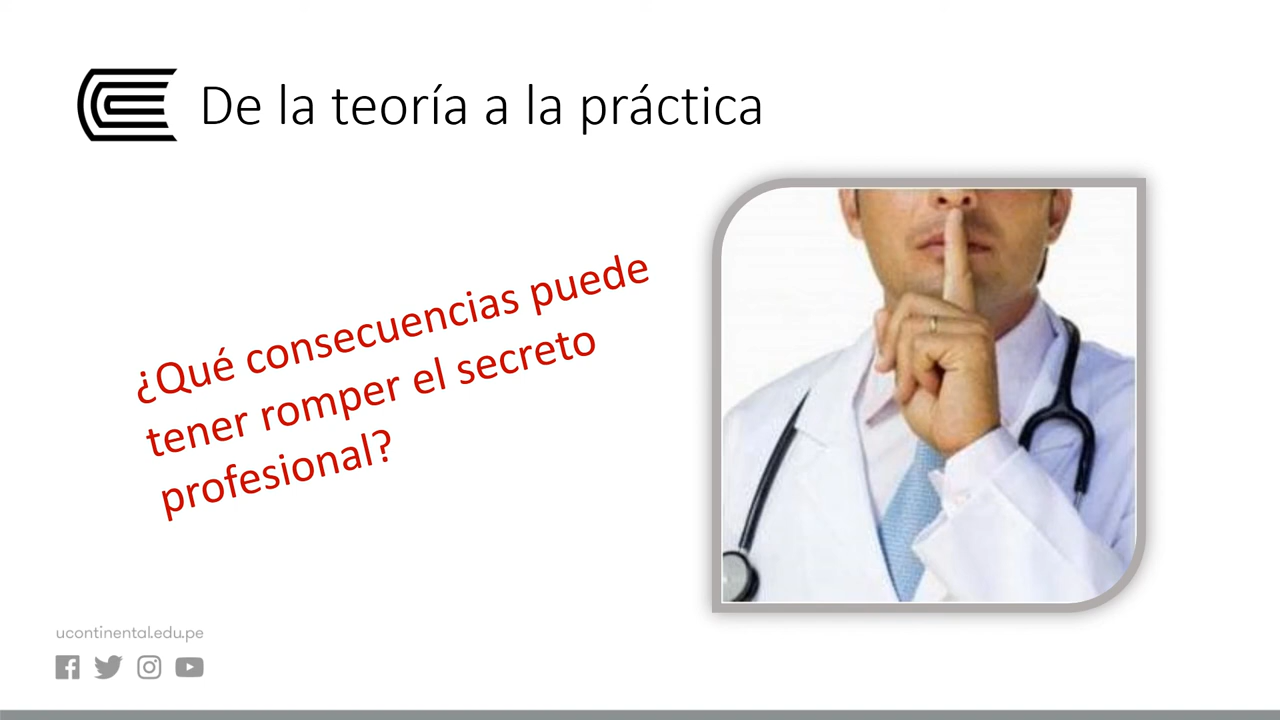 De la teoría a la práctica
¿Qué consecuencias puede
tener romper el secreto
profesional?
ucontinental.edu.pe